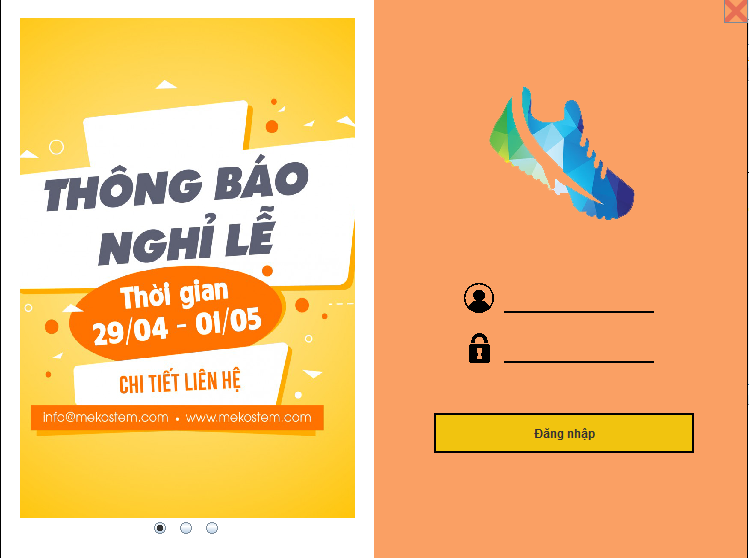 THÔNG BÁO
NGHỈ LỄ
Thời gian
29/04 - 01/05
CHI TIẾT LIÊN HỆ
info@mekostem.com • www.mekostem.com
Đăng nhập